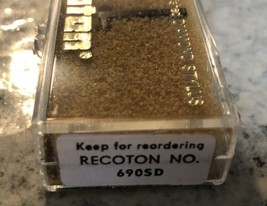 Keep for reordering
RECOTON NO.
690SD